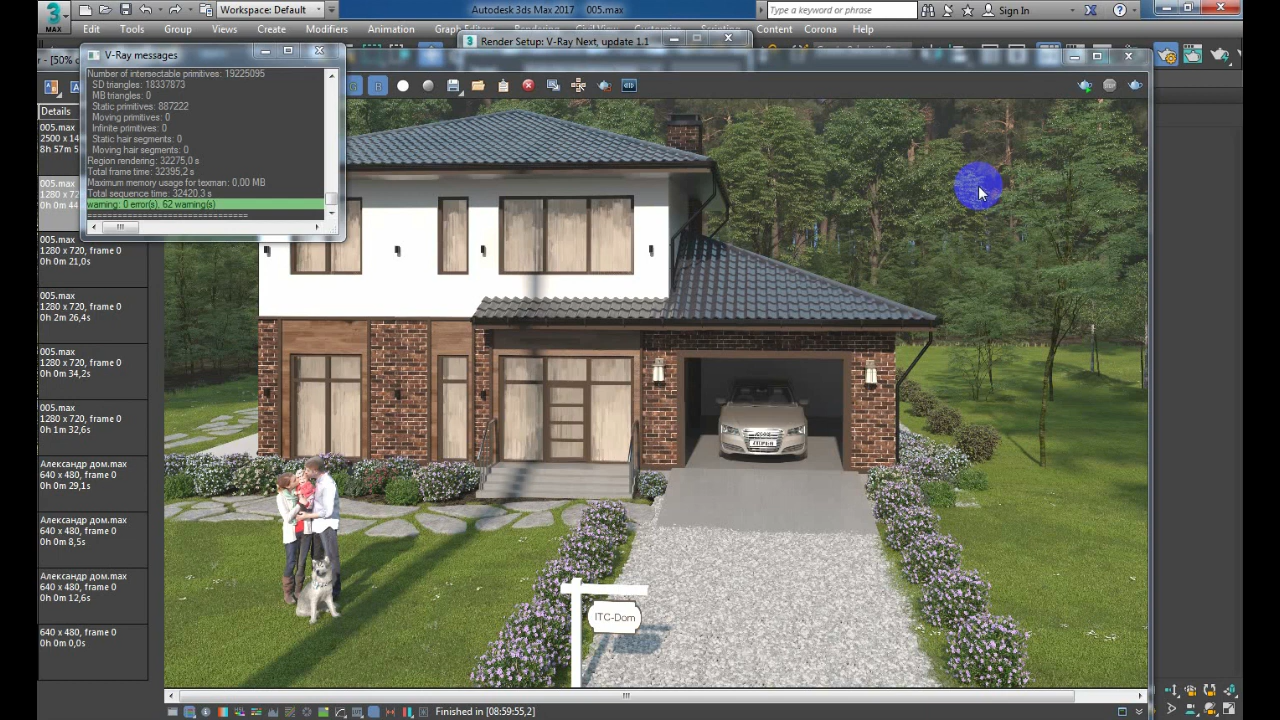 Workspace: Default
Autodesk 3ds Max 2017 005.max
Type a keyword or phrase
Sign In
MAX
Edit Tools Group Views Create Modifiers Animation Graph Editors Rendering Civil View Customize Scripting Content Corona Help
Render Setup: V-Ray Next, update 1.1
V-Ray messages
Number of intersectable primitives: 19225095
SD triangles: 18337873
MB triangles: 0
Static primitives: 887222
Moving primitives: 0
Infinite primitives: 0
Static hair segments: 0
Moving hair segments: 0
Region rendering: 32275,0 s
Total frame time: 32395,2 s
Maximum memory usage for texman: 0,00 MB
Total sequence time: 32420,3 s
warning: 0 error(s), 62 warning(s)
==============================
Details
005.max
2500 x 14
8h 57m 5
005.max
1280 x 72
0h 0m 44
005.max
1280 x 720, frame 0
0h 0m 21,0s
005.max
1280 x 720, frame 0
0h 2m 26,4s
005.max
1280 x 720, frame 0
0h 0m 34,2s
005.max
1280 x 720, frame 0
0h 1m 32,6s
Александр дом.max
640 x 480, frame 0
0h 0m 29,1s
Александр дом.max
640 x 480, frame 0
0h 0m 8,5s
Александр дом.max
640 x 480, frame 0
0h 0m 12,6s
640 x 480, frame 0
0h 0m 0,0s
ITC-Dom
Finished in [08:59:55,2]